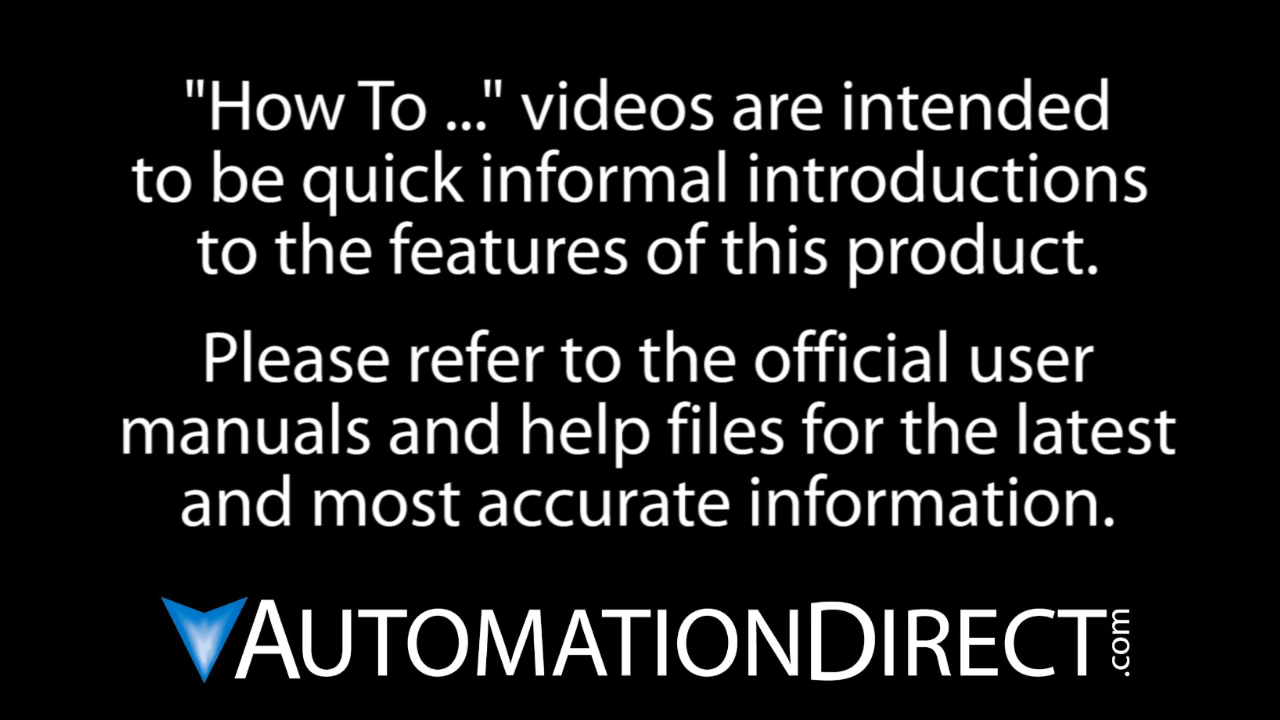 "How To ..." videos are intended
to be quick informal introductions
to the features of this product.
Please refer to the official user
manuals and help files for the latest
and most accurate information.
AUTOMATIONDIRECT.com